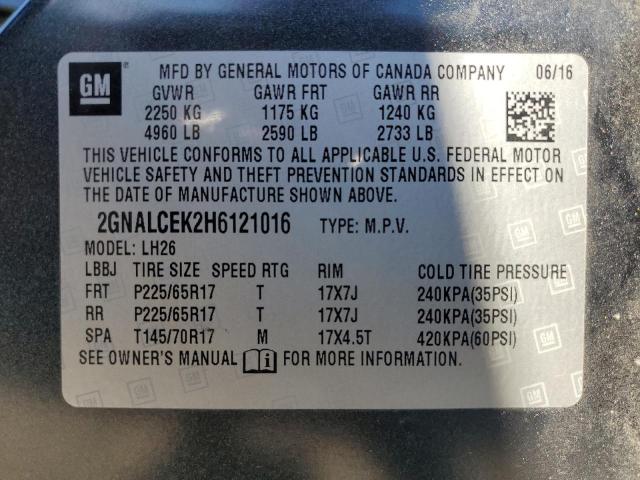 GM
MFD BY GENERAL MOTORS OF CANADA COMPANY 06/16
GVWR GAWR FRT GAWR RR
2250 KG 1175 KG 1240 KG
4960 LB 2590 LB 2733 LB
THIS VEHICLE CONFORMS TO ALL APPLICABLE U.S. FEDERAL MOTOR
VEHICLE SAFETY AND THEFT PREVENTION STANDARDS IN EFFECT ON
THE DATE OF MANUFACTURE SHOWN ABOVE.
2GNALCEK2H6121016 TYPE: M.P.V.
MODEL: LH26
LBBJ TIRE SIZE SPEED RTG RIM COLD TIRE PRESSURE
FRT P225/65R17 T 17X7J 240KPA(35PSI)
RR P225/65R17 T 17X7J 240KPA(35PSI)
SPA T145/70R17 M 17X4.5T 420KPA(60PSI)
SEE OWNER'S MANUAL FOR MORE INFORMATION.